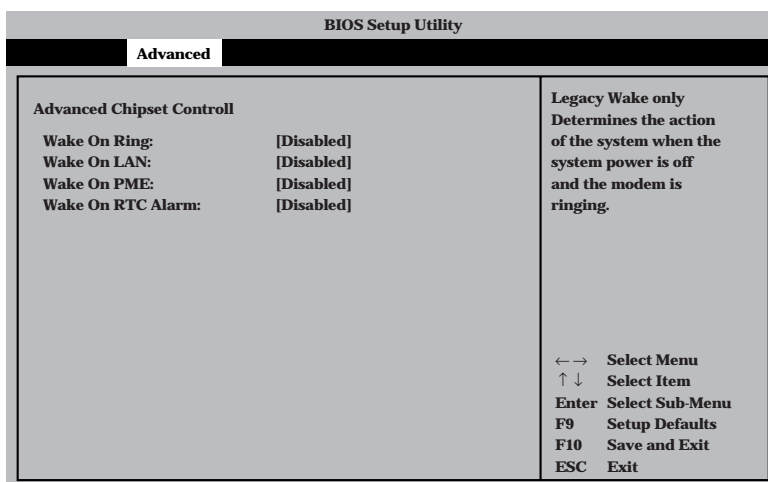 BIOS Setup Utility
Advanced
Advanced Chipset Controll
Wake On Ring: [Disabled]
Wake On LAN: [Disabled]
Wake On PME: [Disabled]
Wake On RTC Alarm: [Disabled]
Legacy Wake only
Determines the action
of the system when the
system power is off
and the modem is
ringing.
←→ Select Menu
↑↓ Select Item
Enter Select Sub-Menu
F9 Setup Defaults
F10 Save and Exit
ESC Exit